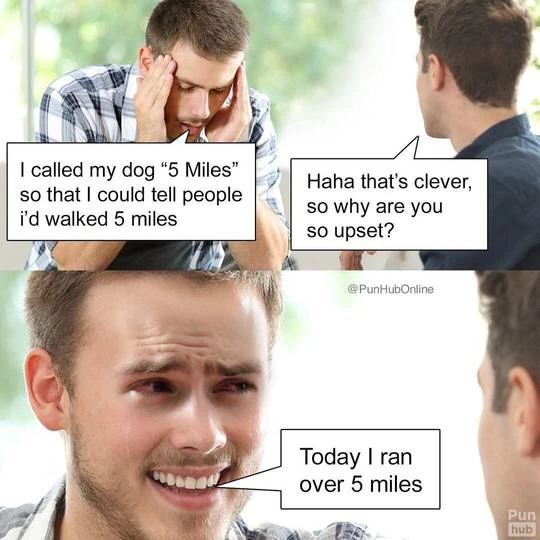 I called my dog “5 Miles”
so that I could tell people
i'd walked 5 miles
Haha that's clever,
so why are you
so upset?
@PunHubOnline
Today I ran
over 5 miles
Pun
hub